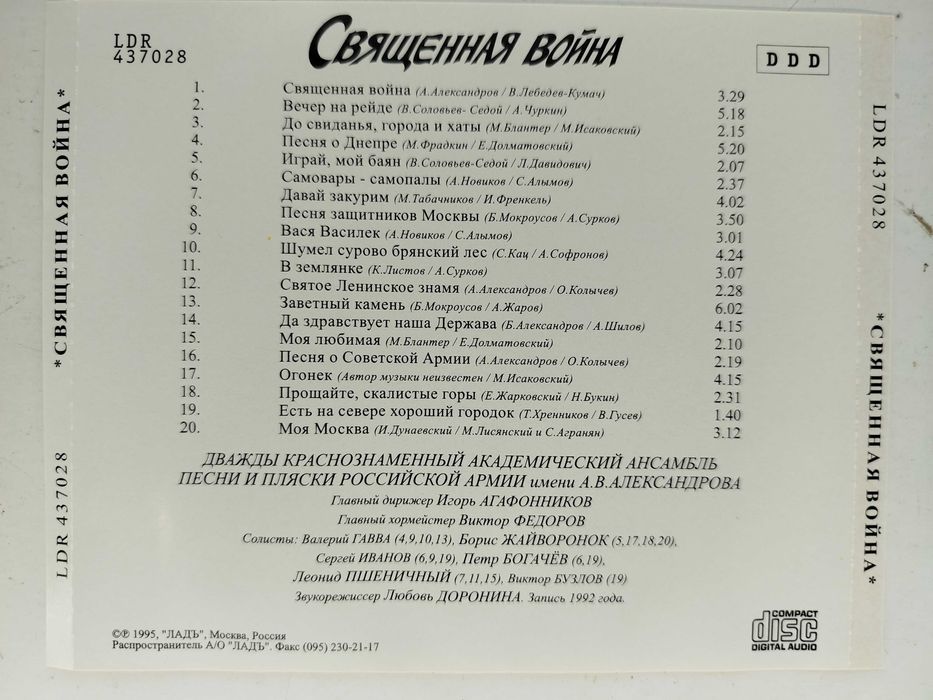 LDR
437028
СВЯЩЕННАЯ ВОЙНА
DDD
1. Священная война (А.Александров / В.Лебедев-Кумач) 3.29
2. Вечер на рейде (В.Соловьев- Седой / А.Чуркин) 5.18
3. До свиданья, города и хаты (М.Блантер / М.Исаковский) 2.15
4. Песня о Днепре (М.Фрадкин / Е.Долматовский) 5.20
5. Играй, мой баян (В.Соловьев-Седой / Л.Давидович) 2.07
6. Самовары - самопалы (А.Новиков / С.Алымов) 2.37
7. Давай закурим (М.Табачников / И.Френкель) 4.02
8. Песня защитников Москвы (Б.Мокроусов / А.Сурков) 3.50
9. Вася Василек (А.Новиков / С.Алымов) 3.01
10. Шумел сурово брянский лес (С.Кац / А.Софронов) 4.24
11. В землянке (К.Листов / А.Сурков) 3.07
12. Святое Ленинское знамя (А.Александров / О.Колычев) 2.28
13. Заветный камень (Б.Мокроусов / А.Жаров) 6.02
14. Да здравствует наша Держава (Б.Александров / А.Шилов) 4.15
15. Моя любимая (М.Блантер / Е.Долматовский) 2.10
16. Песня о Советской Армии (А.Александров / О.Колычев) 2.19
17. Огонек (Автор музыки неизвестен / М.Исаковский) 4.15
18. Прощайте, скалистые горы (Е.Жарковский / Н.Букин) 2.31
19. Есть на севере хороший городок (Т.Хренников / В.Гусев) 1.40
20. Моя Москва (И.Дунаевский / М.Лисянский и С.Агранян) 3.12
ДВАЖДЫ КРАСНОЗНАМЕННЫЙ АКАДЕМИЧЕСКИЙ АНСАМБЛЬ
ПЕСНИ И ПЛЯСКИ РОССИЙСКОЙ АРМИИ имени А.В.АЛЕКСАНДРОВА
Главный дирижер Игорь АГАФОННИКОВ
Главный хормейстер Виктор ФЕДОРОВ
Солисты: Валерий ГАВВА (4,9,10,13), Борис ЖАЙВОРОНОК (5,17,18,20),
Сергей ИВАНОВ (6,9,19), Петр БОГАЧЁВ (6,19),
Леонид ПШЕНИЧНЫЙ (7,11,15), Виктор БУЗЛОВ (19)
Звукорежиссер Любовь ДОРОНИНА. Запись 1992 года.
©℗ 1995, "ЛАДЪ", Москва, Россия
Распространитель А/О "ЛАДЪ". Факс (095) 230-21-17
COMPACT
disc
DIGITAL AUDIO
LDR 437028 *СВЯЩЕННАЯ ВОЙНА*
LDR 437028 *СВЯЩЕННАЯ ВОЙНА*